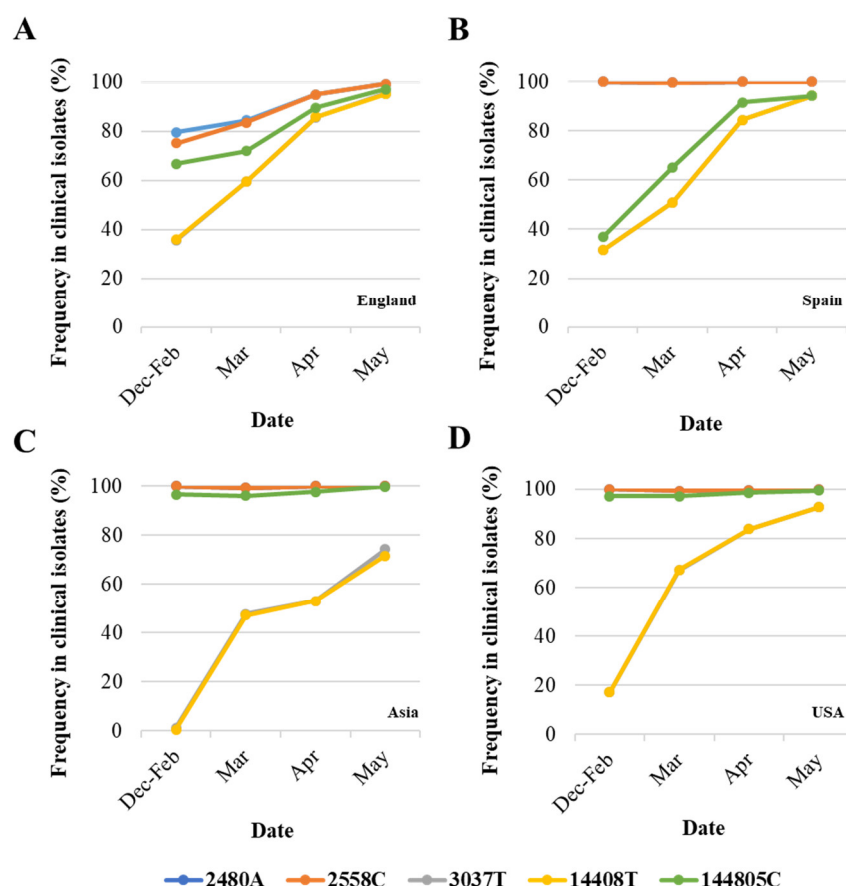 A
Frequency in clinical isolates (%)
100
80
60
40
20
0
England
Dec-Feb
Mar
Apr
May
Date
B
Frequency in clinical isolates (%)
100
80
60
40
20
0
Spain
Dec-Feb
Mar
Apr
May
Date
C
Frequency in clinical isolates (%)
100
80
60
40
20
0
Asia
Dec-Feb
Mar
Apr
May
Date
D
Frequency in clinical isolates (%)
100
80
60
40
20
0
USA
Dec-Feb
Mar
Apr
May
Date
2480A 2558C 3037T 14408T 144805C